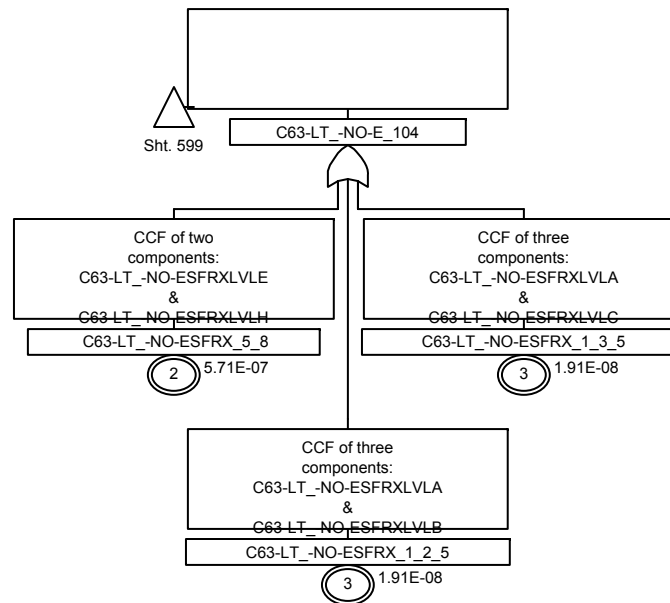 C63-LT_-NO-E_104
Sht. 599
CCF of two
components:
C63-LT_-NO-ESFRXLVLE
&
C63-LT_-NO-ESFRXLVLH
C63-LT_-NO-ESFRX_5_8
2
5.71E-07
CCF of three
components:
C63-LT_-NO-ESFRXLVLA
&
C63-LT_-NO-ESFRXLVLC
C63-LT_-NO-ESFRX_1_3_5
3
1.91E-08
CCF of three
components:
C63-LT_-NO-ESFRXLVLA
&
C63-LT_-NO-ESFRXLVLB
C63-LT_-NO-ESFRX_1_2_5
3
1.91E-08